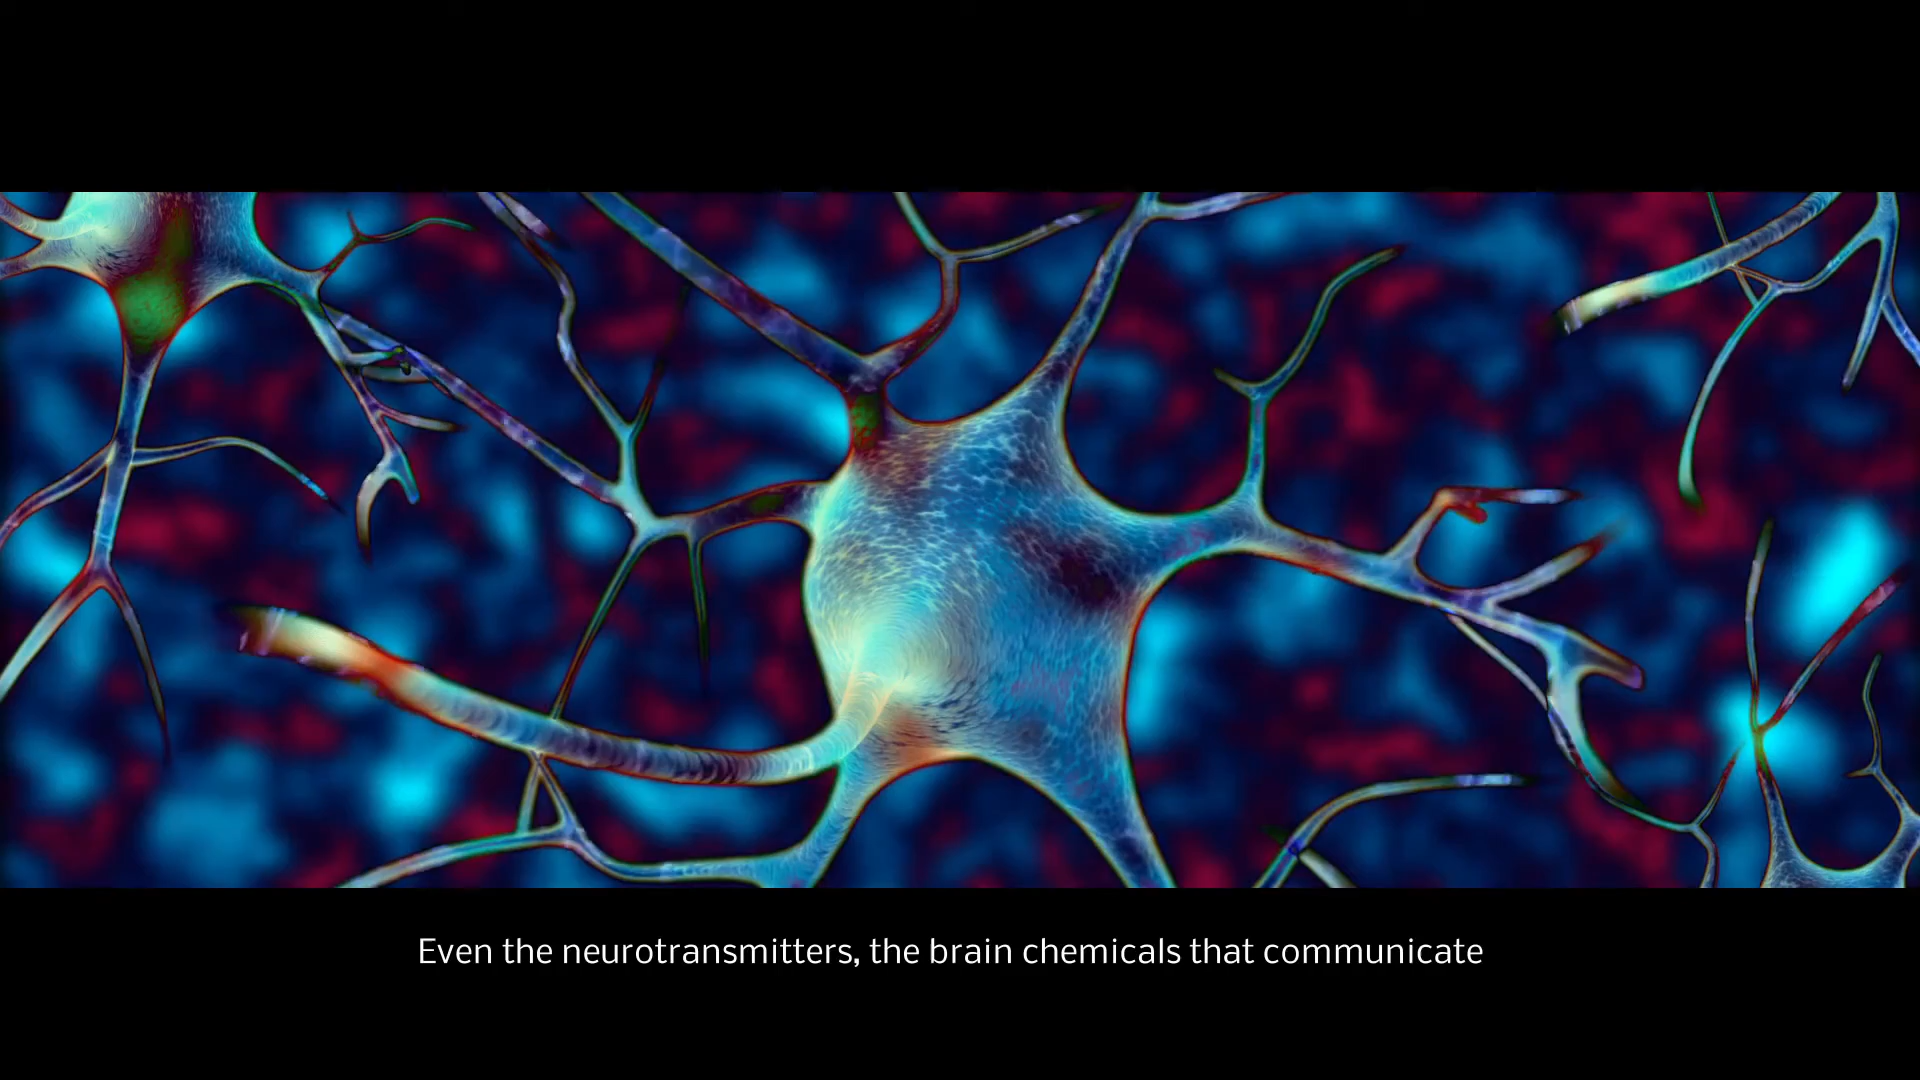 Even the neurotransmitters, the brain chemicals that communicate